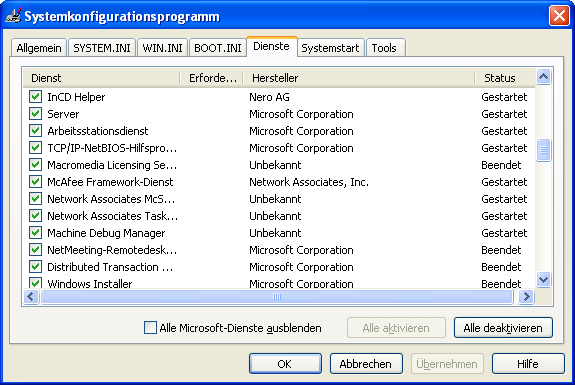 Systemkonfigurationsprogramm
Allgemein SYSTEM.INI WIN.INI BOOT.INI Dienste Systemstart Tools
Dienst Erforde... Hersteller Status
InCD Helper Nero AG Gestartet
Server Microsoft Corporation Gestartet
Arbeitsstationsdienst Microsoft Corporation Gestartet
TCP/IP-NetBIOS-Hilfspro... Microsoft Corporation Gestartet
Macromedia Licensing Se... Unbekannt Beendet
McAfee Framework-Dienst Network Associates, Inc. Gestartet
Network Associates McS... Unbekannt Gestartet
Network Associates Task... Unbekannt Gestartet
Machine Debug Manager Unbekannt Gestartet
NetMeeting-Remotedesk... Microsoft Corporation Beendet
Distributed Transaction ... Microsoft Corporation Beendet
Windows Installer Microsoft Corporation Beendet
Alle Microsoft-Dienste ausblenden Alle aktivieren Alle deaktivieren
OK Abbrechen Übernehmen Hilfe